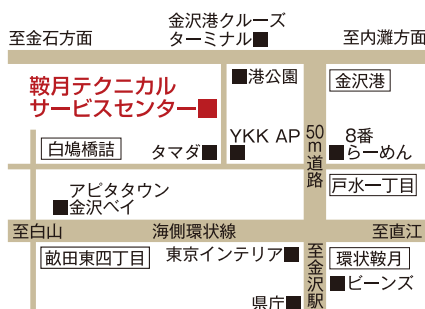 金沢港クルーズ
ターミナル■
至金石方面
至内灘方面
■港公園
金沢港
鞍月テクニカル
サービスセンター■
50m道路
YKK AP
■
8番
■らーめん
白鳩橋詰
タマダ■
戸水一丁目
アピタタウン
■金沢ベイ
至白山
海側環状線
至直江
畝田東四丁目
東京インテリア■
至金沢駅
環状鞍月
■ビーンズ
県庁■